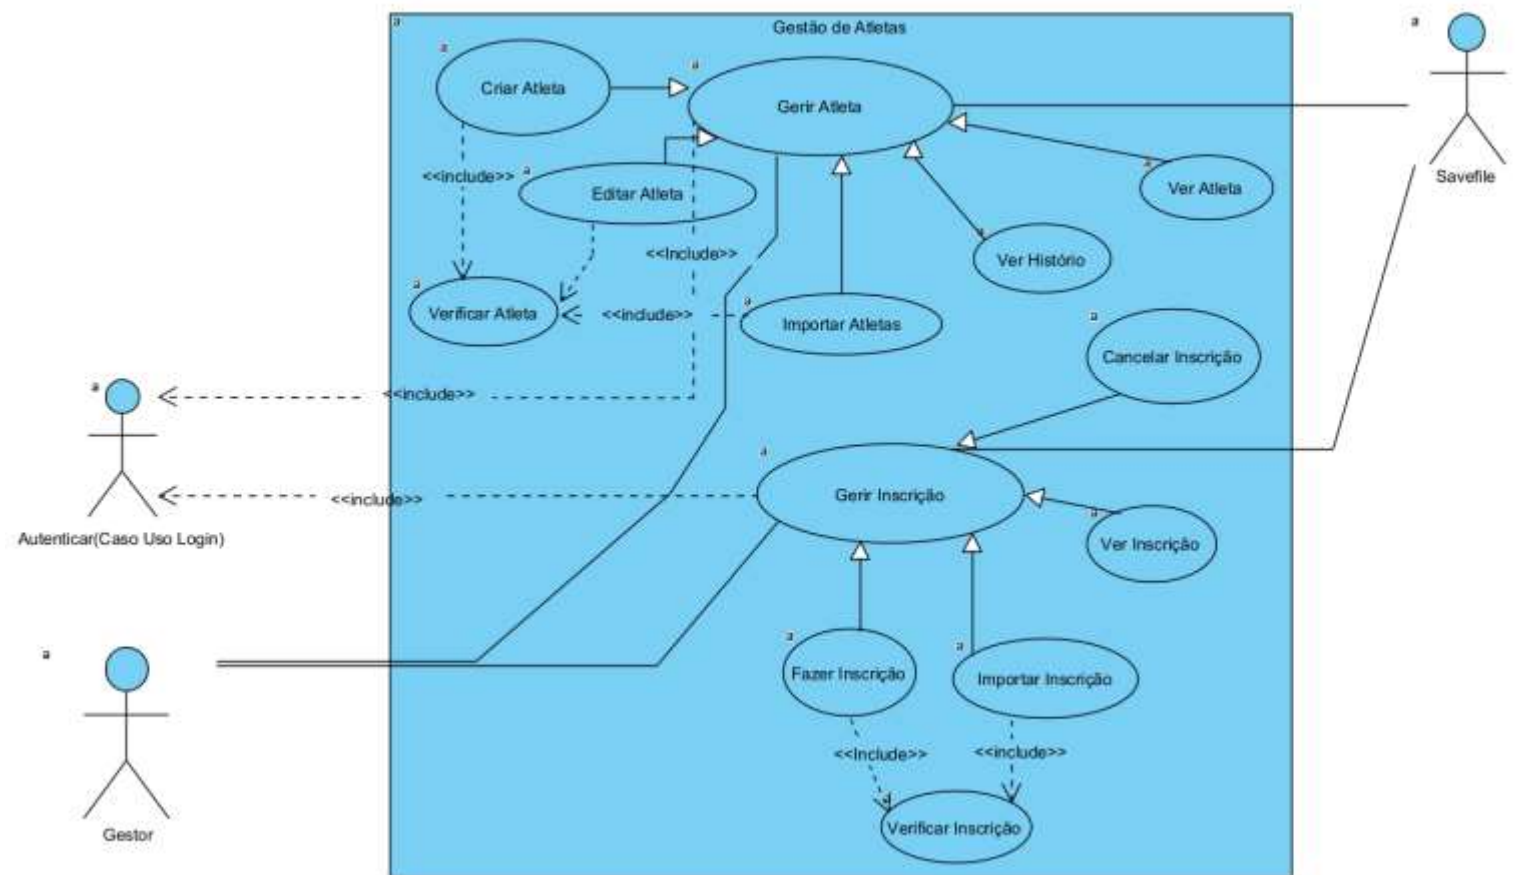 a
a
Gestão de Atletas
a
a
Criar Atleta
a
Gerir Atleta
<<include>>
a
Editar Atleta
a
Ver Atleta
Savefile
<<Include>>
a
Ver Histório
a
Verificar Atleta
<<include>>
a
Importar Atletas
a
Cancelar Inscrição
a
<<include>>
a
Gerir Inscrição
<<include>>
a
Ver Inscrição
Autenticar(Caso Uso Login)
a
a
Fazer Inscrição
a
Importar Inscrição
<<Include>>
<<include>>
Verificar Inscrição
Gestor